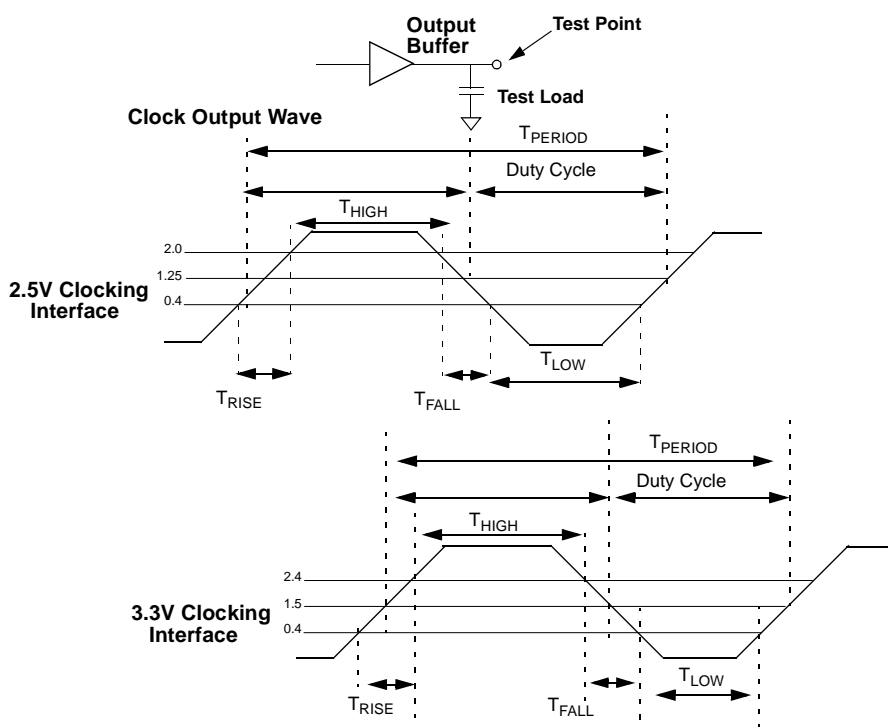 Output
Buffer
Test Point
Test Load
Clock Output Wave
TPERIOD
Duty Cycle
THIGH
2.0
1.25
0.4
2.5V Clocking
Interface
TLOW
TRISE
TFALL
TPERIOD
Duty Cycle
THIGH
2.4
1.5
0.4
3.3V Clocking
Interface
TLOW
TRISE
TFALL